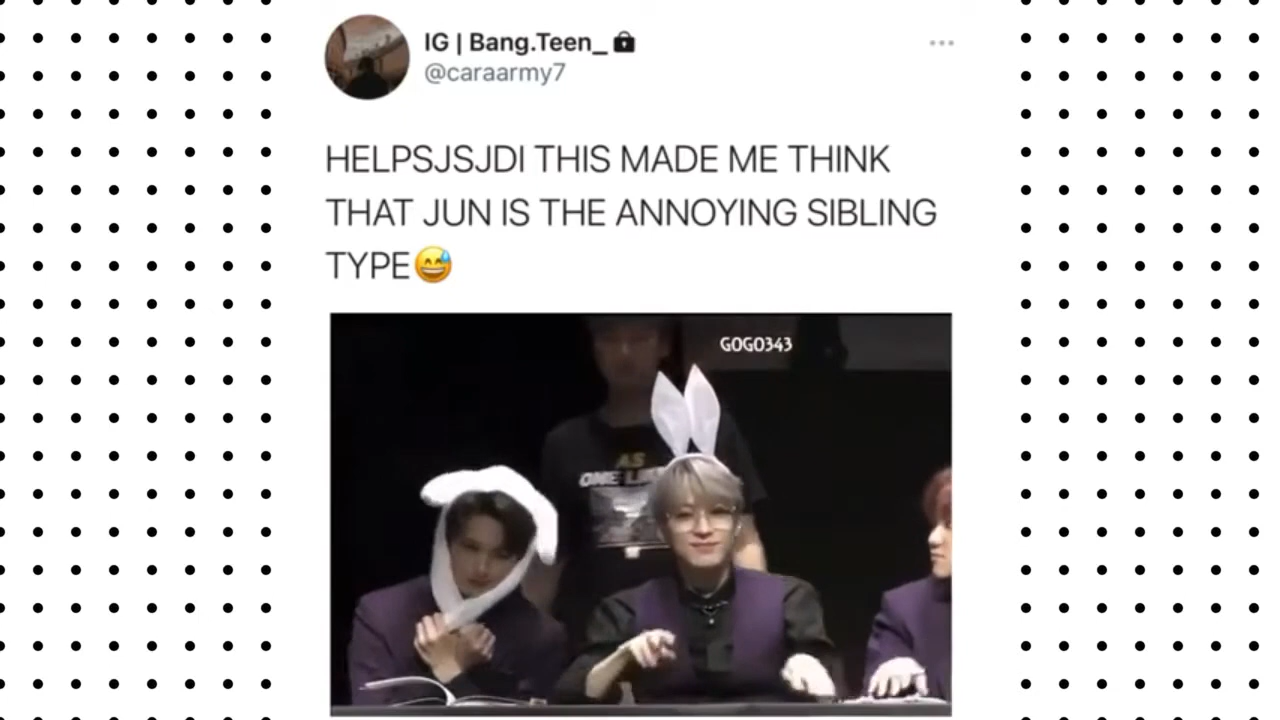 IG | Bang.Teen_
@caraarmy7
HELPSJSJDI THIS MADE ME THINK
THAT JUN IS THE ANNOYING SIBLING
TYPE😅
GOGO343
AS
ONE